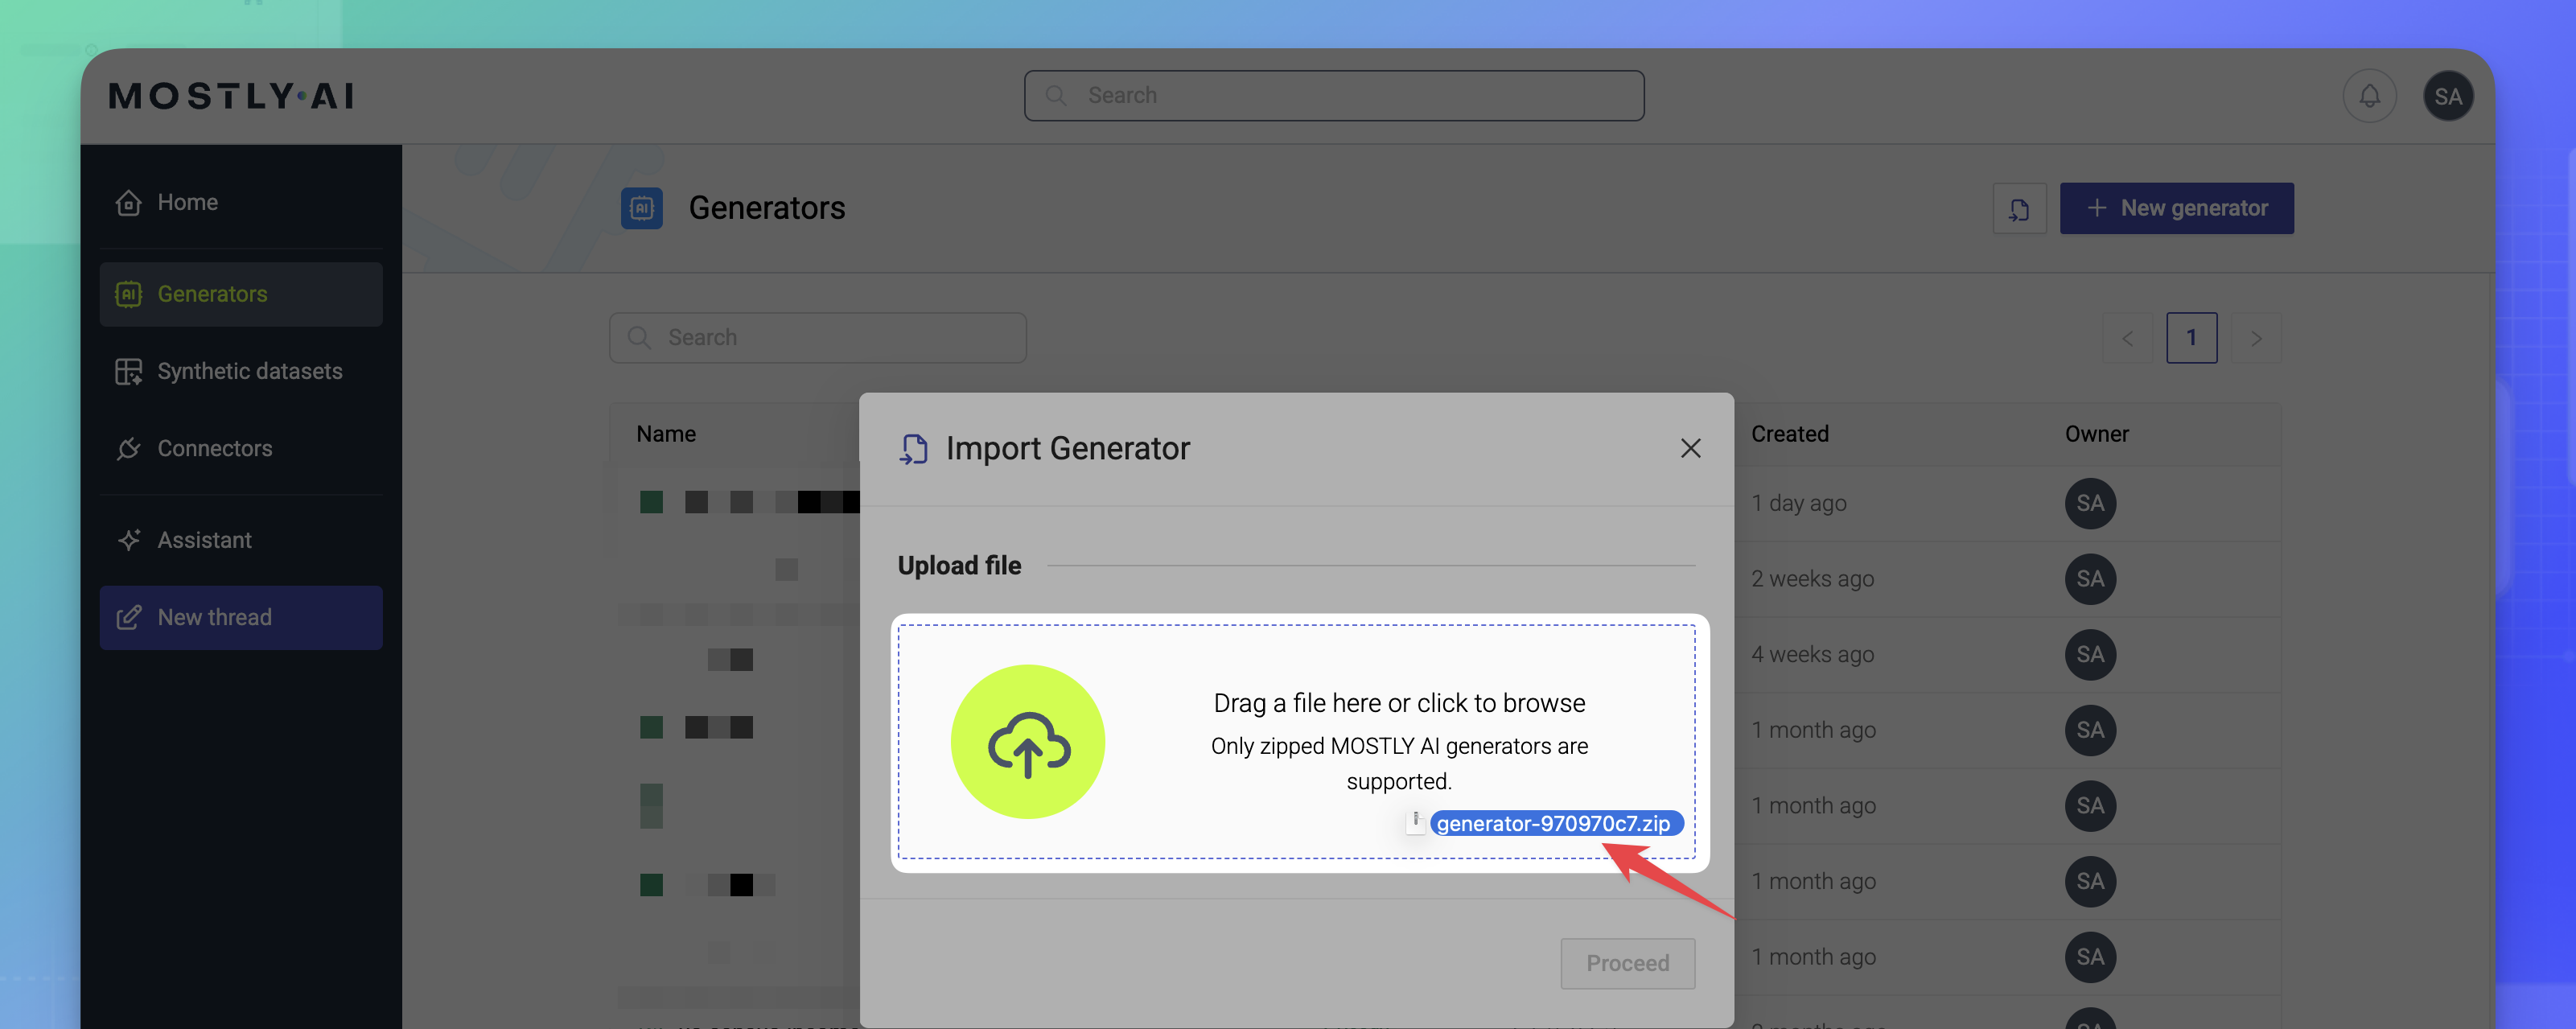 MOSTLY AI
Search
SA
Home
Generators
Synthetic datasets
Connectors
Assistant
New thread
AI
Generators
+ New generator
Search
< 1 >
Name
Created
Owner
1 day ago
SA
2 weeks ago
SA
4 weeks ago
SA
1 month ago
SA
1 month ago
SA
1 month ago
SA
1 month ago
SA
Import Generator
Upload file
Drag a file here or click to browse
Only zipped MOSTLY AI generators are
supported.
generator-970970c7.zip
Proceed